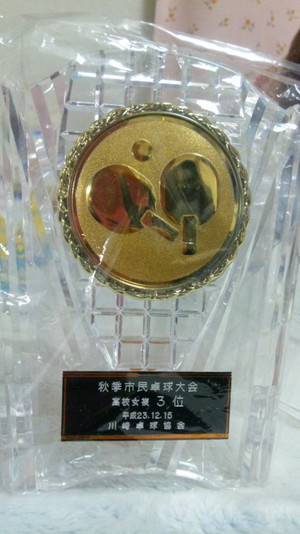 秋季市民卓球大会
高校女複 3 位
平成23.12.15
川崎卓球協会